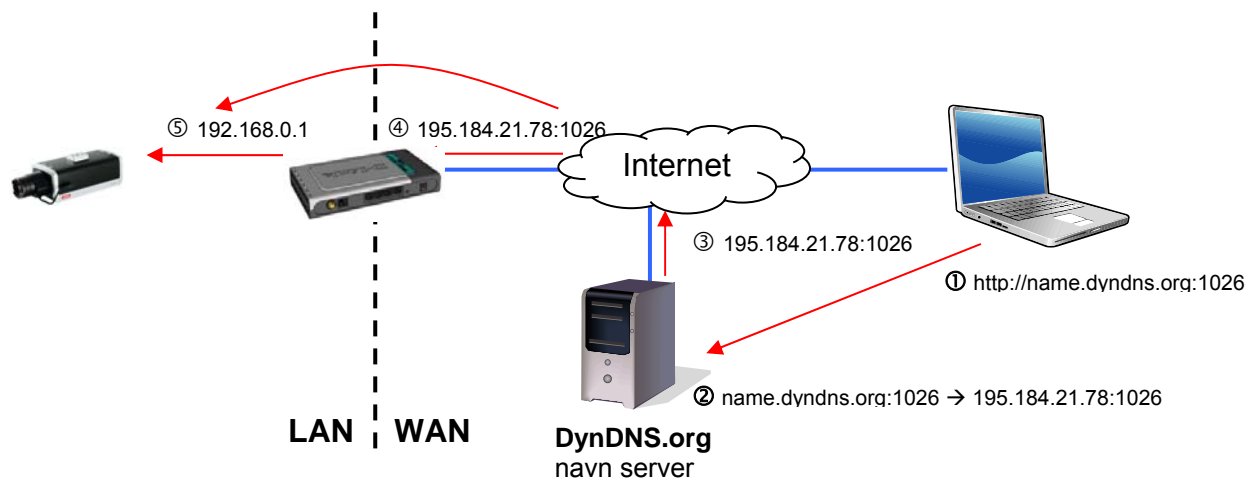 ⑤ 192.168.0.1
④ 195.184.21.78:1026
Internet
③ 195.184.21.78:1026
① http://name.dyndns.org:1026
② name.dyndns.org:1026 → 195.184.21.78:1026
LAN WAN
DynDNS.org
navn server